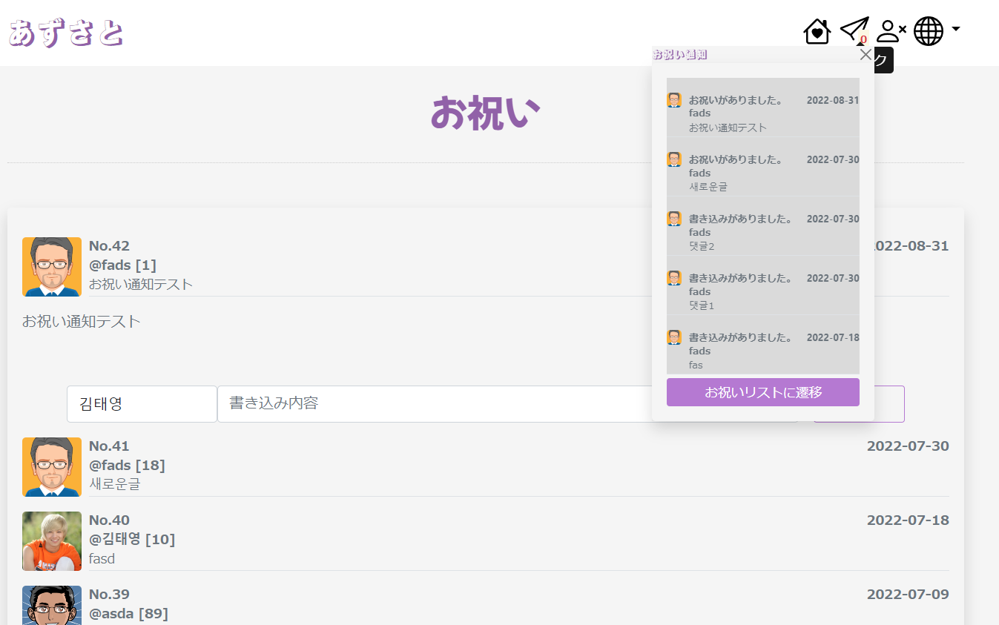 あずさと
0
ク
お祝い通知
お祝いがありました。 2022-08-31
fads
お祝い通知テスト
お祝いがありました。 2022-07-30
fads
새로운글
書き込みがありました。 2022-07-30
fads
댓글2
書き込みがありました。 2022-07-30
fads
댓글1
書き込みがありました。 2022-07-18
fads
fas
お祝いリストに遷移
お祝い
No.42 2022-08-31
@fads [1]
お祝い通知テスト
お祝い通知テスト
김태영 書き込み内容
No.41 2022-07-30
@fads [18]
새로운글
No.40 2022-07-18
@김태영 [10]
fasd
No.39 2022-07-09
@asda [89]